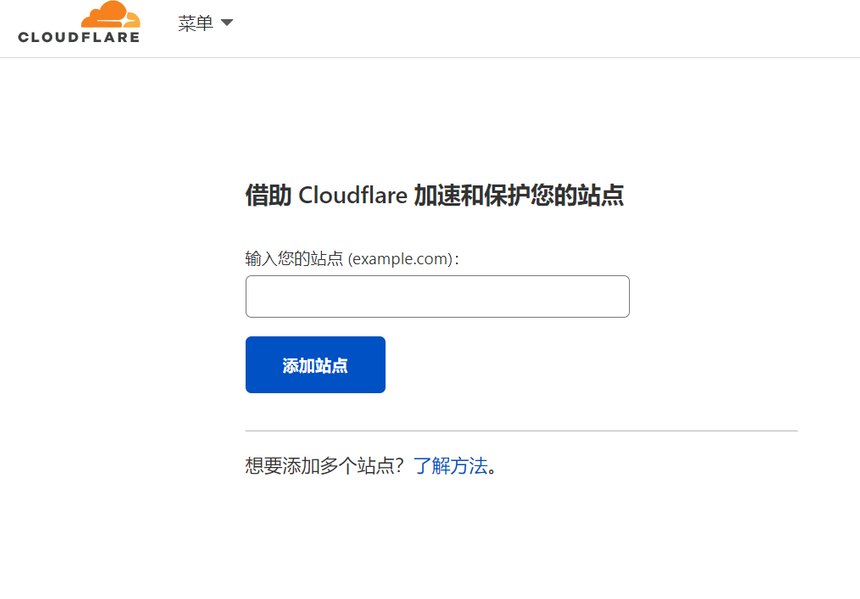 CLOUDFLARE
菜单
借助 Cloudflare 加速和保护您的站点
输入您的站点 (example.com)：
添加站点
想要添加多个站点？了解方法。